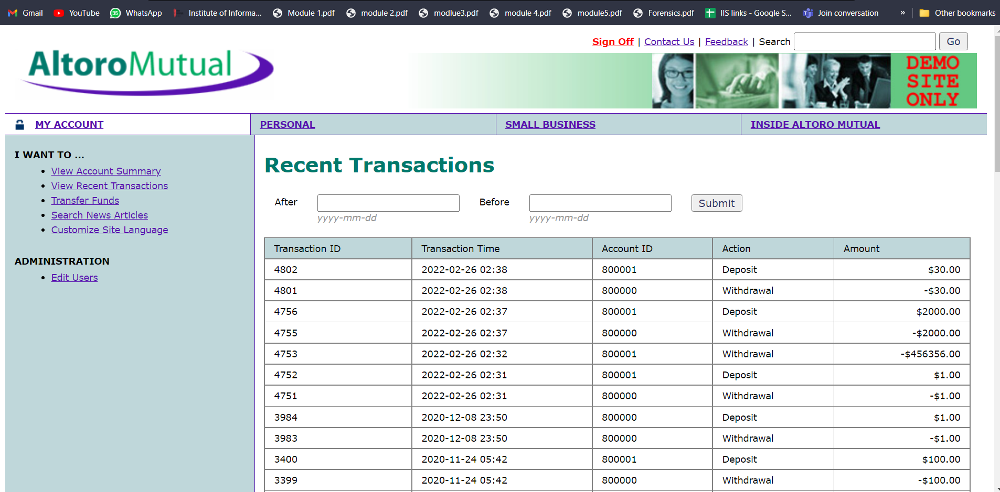 Gmail YouTube 35 WhatsApp Institute of Informa... Module 1.pdf module 2.pdf modlue3.pdf module 4.pdf module5.pdf Forensics.pdf IIS links - Google S... Join conversation » Other bookmarks
Sign Off | Contact Us | Feedback | Search Go
AltoroMutual
DEMO
SITE
ONLY
MY ACCOUNT PERSONAL SMALL BUSINESS INSIDE ALTORO MUTUAL
I WANT TO ...
• View Account Summary
• View Recent Transactions
• Transfer Funds
• Search News Articles
• Customize Site Language
ADMINISTRATION
• Edit Users
Recent Transactions
After Before Submit
yyyy-mm-dd yyyy-mm-dd
Transaction ID Transaction Time Account ID Action Amount
4802 2022-02-26 02:38 800001 Deposit $30.00
4801 2022-02-26 02:38 800000 Withdrawal -$30.00
4756 2022-02-26 02:37 800001 Deposit $2000.00
4755 2022-02-26 02:37 800000 Withdrawal -$2000.00
4753 2022-02-26 02:32 800001 Withdrawal -$456356.00
4752 2022-02-26 02:31 800001 Deposit $1.00
4751 2022-02-26 02:31 800000 Withdrawal -$1.00
3984 2020-12-08 23:50 800001 Deposit $1.00
3983 2020-12-08 23:50 800000 Withdrawal -$1.00
3400 2020-11-24 05:42 800001 Deposit $100.00
3399 2020-11-24 05:42 800000 Withdrawal -$100.00